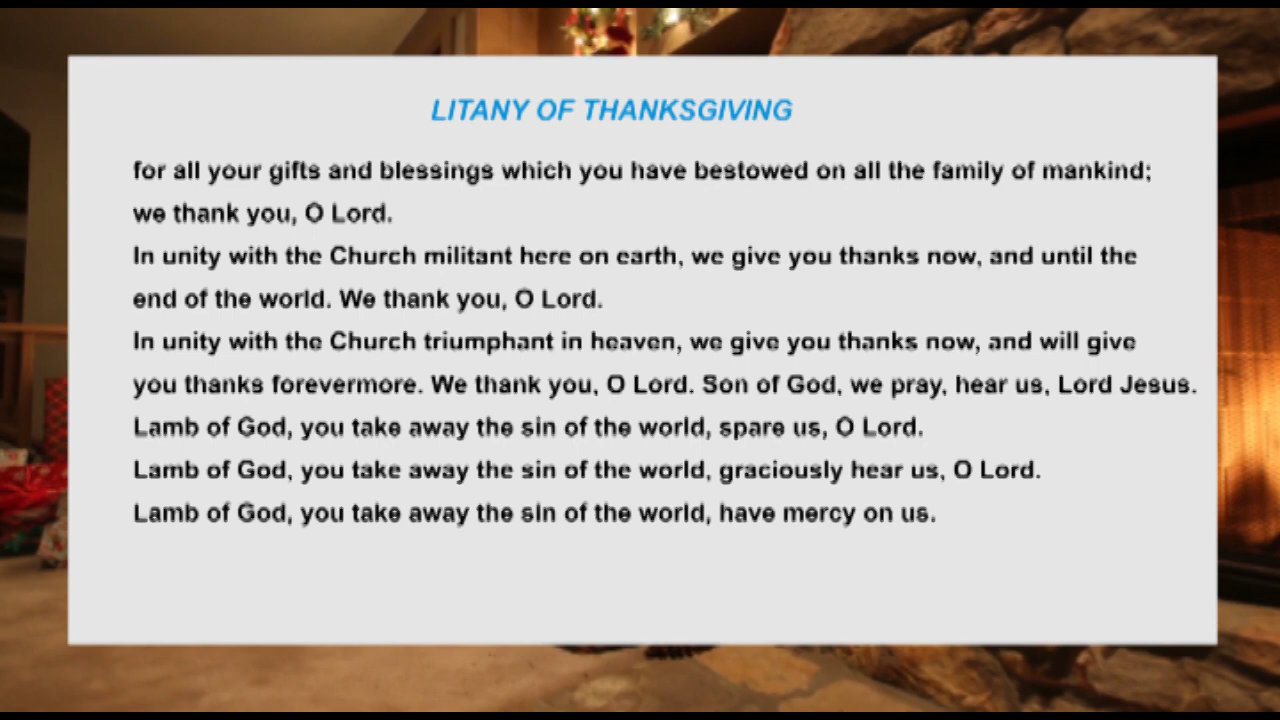 LITANY OF THANKSGIVING
for all your gifts and blessings which you have bestowed on all the family of mankind;
we thank you, O Lord.
In unity with the Church militant here on earth, we give you thanks now, and until the
end of the world. We thank you, O Lord.
In unity with the Church triumphant in heaven, we give you thanks now, and will give
you thanks forevermore. We thank you, O Lord. Son of God, we pray, hear us, Lord Jesus.
Lamb of God, you take away the sin of the world, spare us, O Lord.
Lamb of God, you take away the sin of the world, graciously hear us, O Lord.
Lamb of God, you take away the sin of the world, have mercy on us.